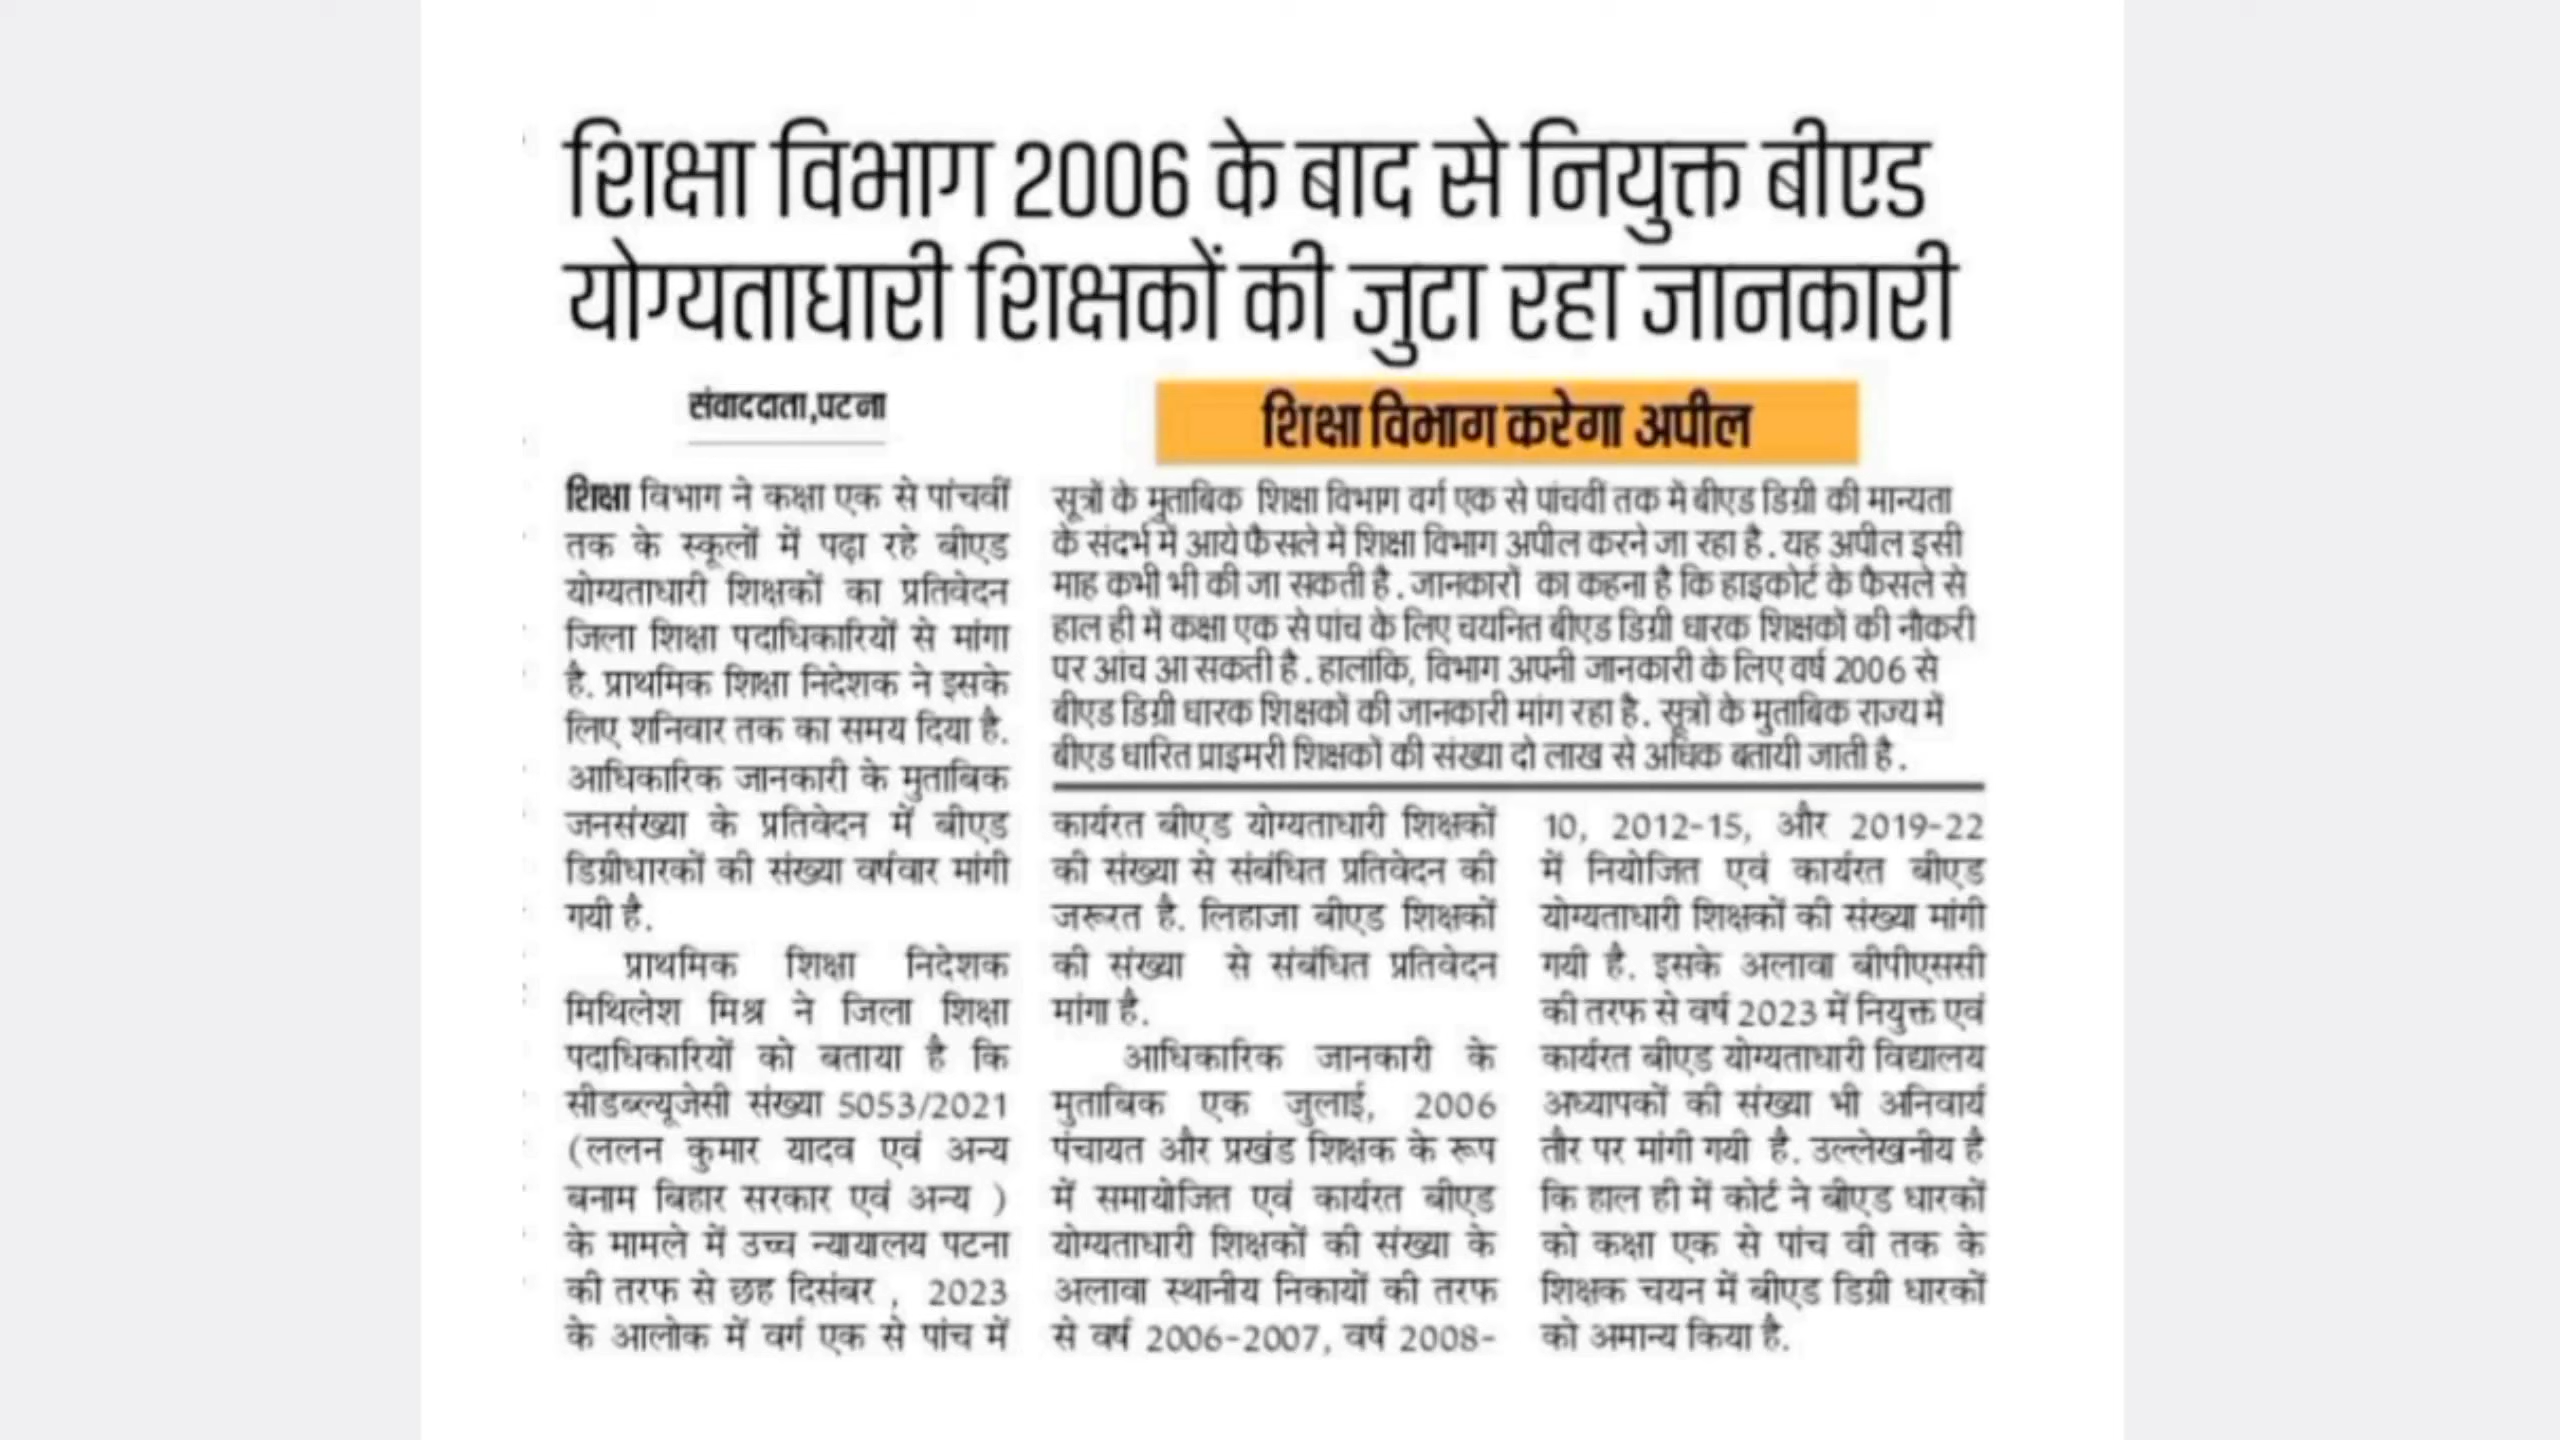 शिक्षा विभाग 2006 के बाद से नियुक्त बीएड
योग्यताधारी शिक्षकों की जुटा रहा जानकारी
संवाददाता,पटना
शिक्षा विभाग ने कक्षा एक से पांचवीं
तक के स्कूलों में पढ़ा रहे बीएड
योग्यताधारी शिक्षकों का प्रतिवेदन
जिला शिक्षा पदाधिकारियों से मांगा
है. प्राथमिक शिक्षा निदेशक ने इसके
लिए शनिवार तक का समय दिया है.
आधिकारिक जानकारी के मुताबिक
जनसंख्या के प्रतिवेदन में बीएड
डिग्रीधारकों की संख्या वर्षवार मांगी
गयी है.
प्राथमिक शिक्षा निदेशक
मिथिलेश मिश्र ने जिला शिक्षा
पदाधिकारियों को बताया है कि
सीडब्ल्यूजेसी संख्या 5053/2021
(ललन कुमार यादव एवं अन्य
बनाम बिहार सरकार एवं अन्य )
के मामले में उच्च न्यायालय पटना
की तरफ से छह दिसंबर , 2023
के आलोक में वर्ग एक से पांच में
शिक्षा विभाग करेगा अपील
सूत्रों के मुताबिक शिक्षा विभाग वर्ग एक से पांचवीं तक में बीएड डिग्री की मान्यता
के संदर्भ में आये फैसले में शिक्षा विभाग अपील करने जा रहा है. यह अपील इसी
माह कभी भी की जा सकती है. जानकारों का कहना है कि हाइकोर्ट के फैसले से
हाल ही में कक्षा एक से पांच के लिए चयनित बीएड डिग्री धारक शिक्षकों की नौकरी
पर आंच आ सकती है. हालांकि, विभाग अपनी जानकारी के लिए वर्ष 2006 से
बीएड डिग्री धारक शिक्षकों की जानकारी मांग रहा है. सूत्रों के मुताबिक राज्य में
बीएड धारित प्राइमरी शिक्षकों की संख्या दो लाख से अधिक बतायी जाती है.
कार्यरत बीएड योग्यताधारी शिक्षकों
की संख्या से संबंधित प्रतिवेदन की
जरूरत है. लिहाजा बीएड शिक्षकों
की संख्या से संबंधित प्रतिवेदन
मांगा है.
आधिकारिक जानकारी के
मुताबिक एक जुलाई, 2006
पंचायत और प्रखंड शिक्षक के रूप
में समायोजित एवं कार्यरत बीएड
योग्यताधारी शिक्षकों की संख्या के
अलावा स्थानीय निकायों की तरफ
से वर्ष 2006-2007, वर्ष 2008-
10, 2012-15, और 2019-22
में नियोजित एवं कार्यरत बीएड
योग्यताधारी शिक्षकों की संख्या मांगी
गयी है. इसके अलावा बीपीएससी
की तरफ से वर्ष 2023 में नियुक्त एवं
कार्यरत बीएड योग्यताधारी विद्यालय
अध्यापकों की संख्या भी अनिवार्य
तौर पर मांगी गयी है. उल्लेखनीय है
कि हाल ही में कोर्ट ने बीएड धारकों
को कक्षा एक से पांच वी तक के
शिक्षक चयन में बीएड डिग्री धारकों
को अमान्य किया है.